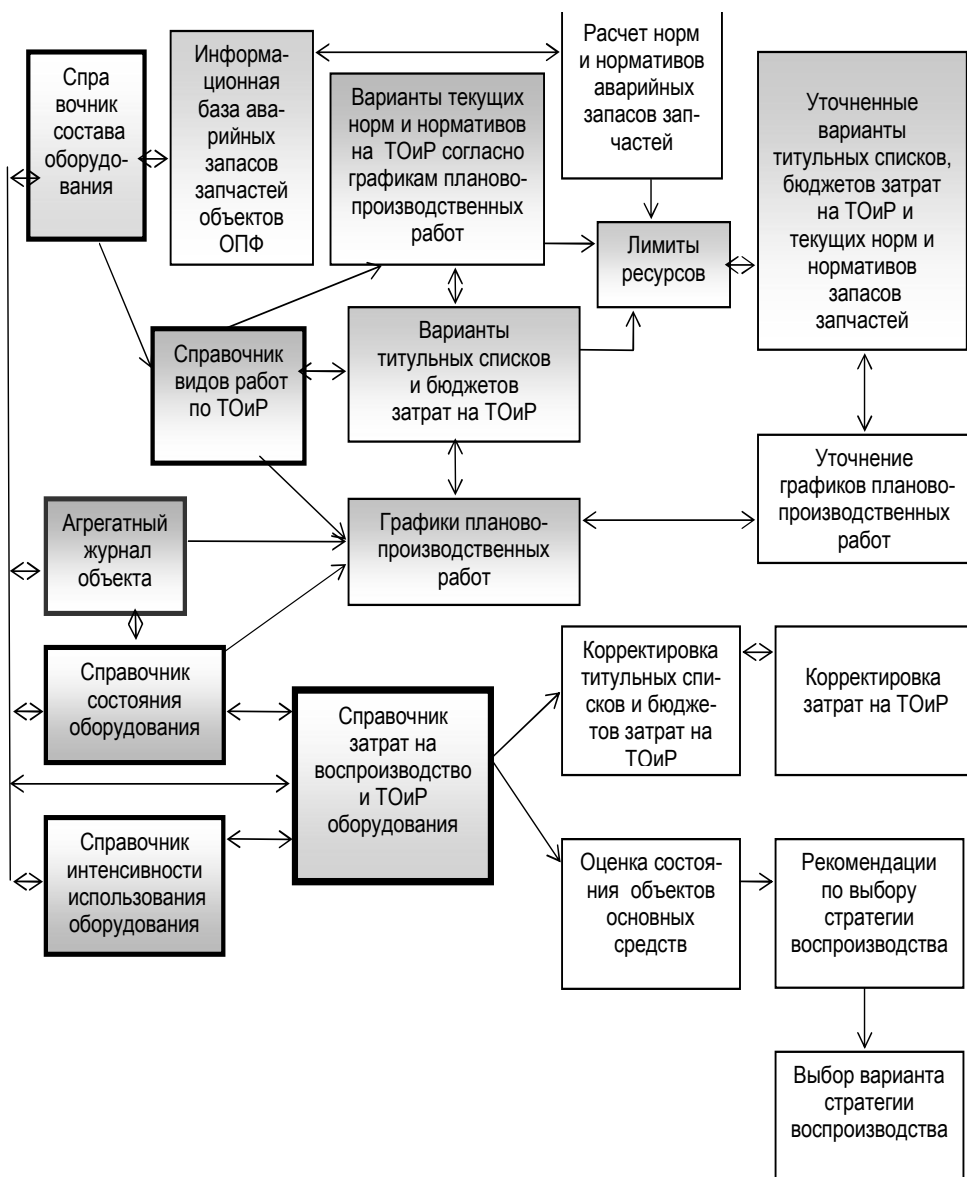 Спра
вочник
состава
оборудо-
вания
Информа-
ционная
база ава-
рийных
запасов
запчастей
объектов
ОПФ
Варианты текущих
норм и нормативов
на ТОиР согласно
графикам планово-
производственных
работ
Расчет норм
и нормативов
аварийных
запасов зап-
частей
Уточненные
варианты
титульных списков,
бюджетов затрат
на ТОиР и
текущих норм и
нормативов
запасов
запчастей
Лимиты
ресурсов
Справочник
видов работ
по ТОиР
Варианты
титульных списков
и бюджетов
затрат на ТОиР
Уточнение
графиков планово-
производственных
работ
Агрегатный
журнал
объекта
Графики планово-
производственных
работ
Справочник
состояния
оборудования
Справочник
затрат на
воспроизводство
и ТОиР
оборудования
Корректировка
титульных спи-
сков и бюдже-
тов затрат на
ТОиР
Корректировка
затрат на ТОиР
Справочник
интенсивности
использования
оборудования
Оценка состоя-
ния объектов
основных
средств
Рекомендации
по выбору
стратегии
воспроизводства
Выбор варианта
стратегии
воспроизводства